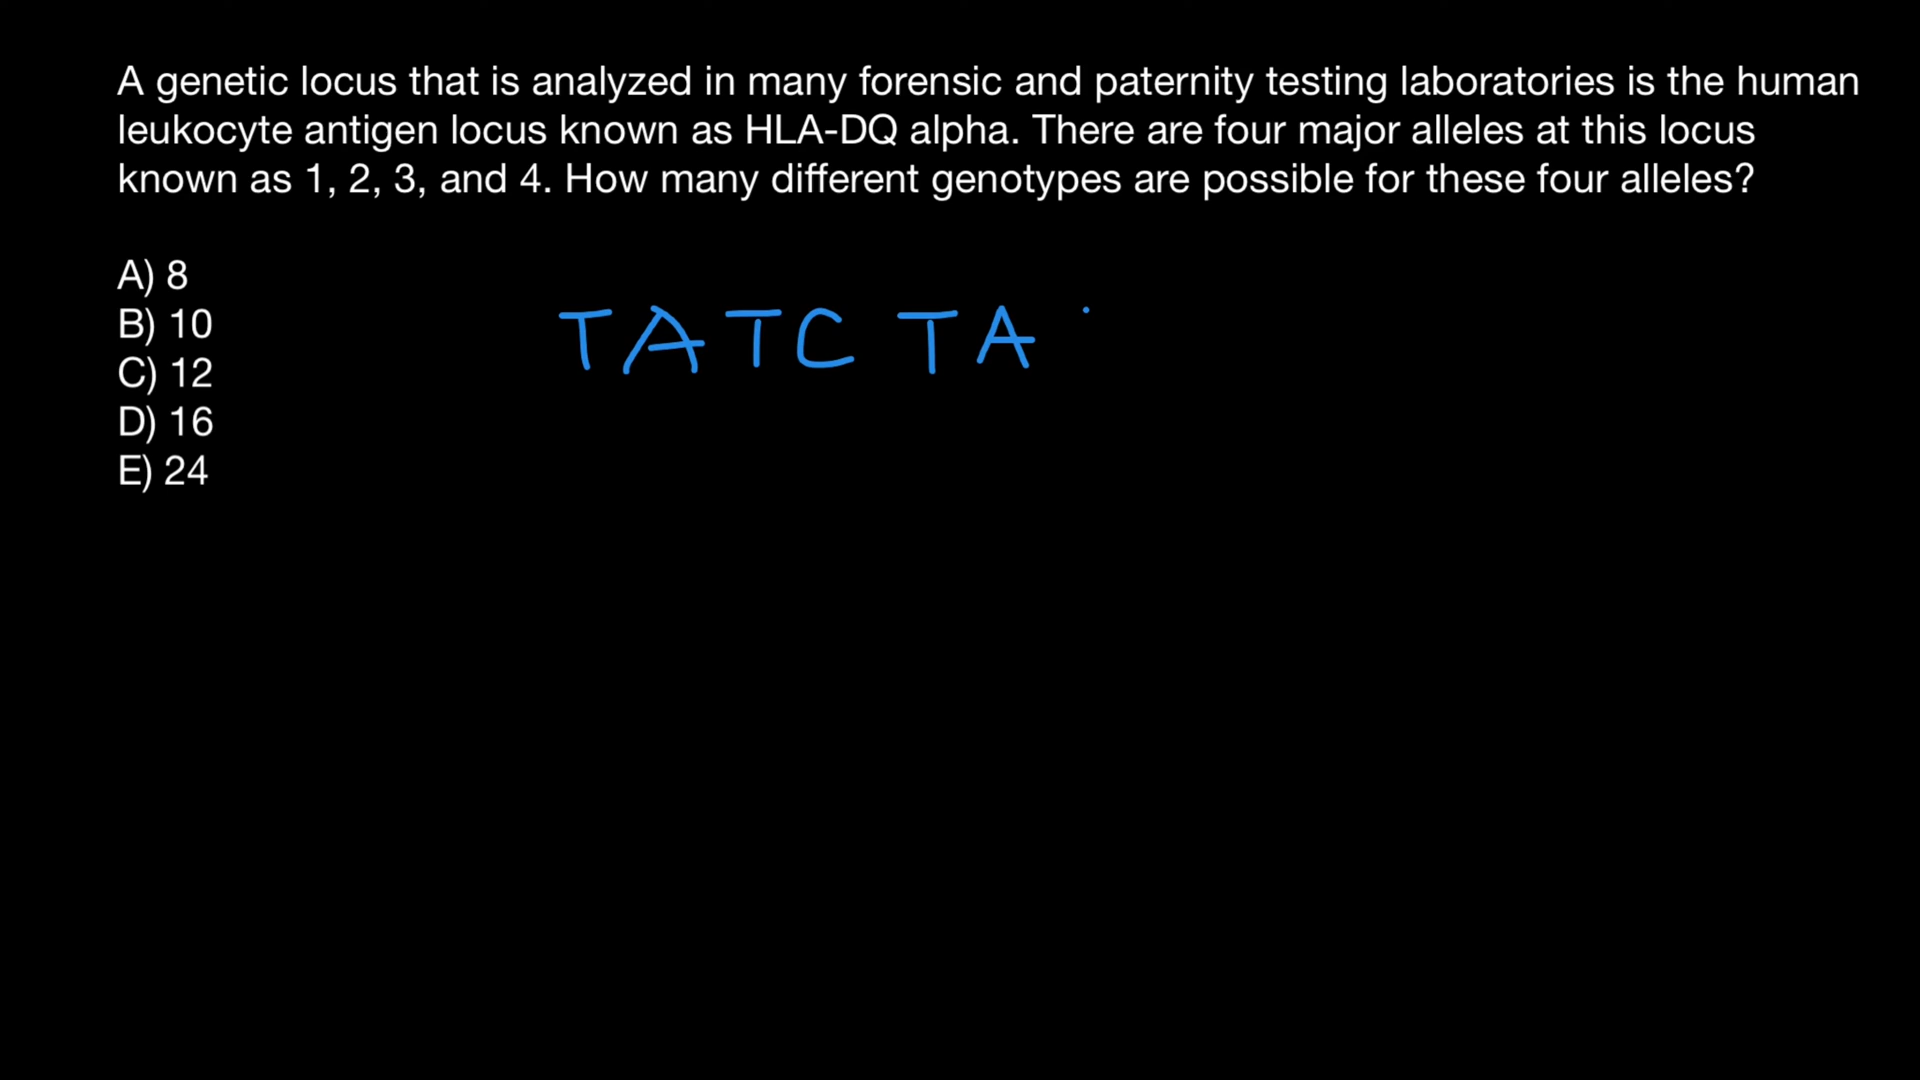 A genetic locus that is analyzed in many forensic and paternity testing laboratories is the human
leukocyte antigen locus known as HLA-DQ alpha. There are four major alleles at this locus
known as 1, 2, 3, and 4. How many different genotypes are possible for these four alleles?
A) 8
B) 10
C) 12
D) 16
E) 24
TATC TA